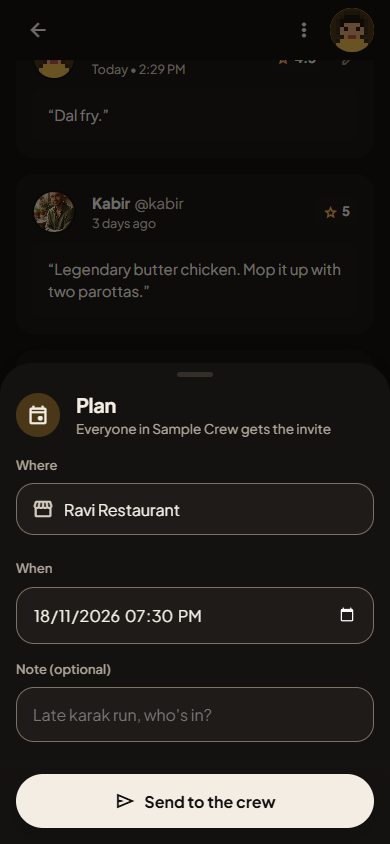 Today • 2:29 PM
4.5
“Dal fry.”
Kabir @kabir
3 days ago
5
“Legendary butter chicken. Mop it up with
two parottas.”
Plan
Everyone in Sample Crew gets the invite
Where
Ravi Restaurant
When
18/11/2026 07:30 PM
Note (optional)
Late karak run, who's in?
Send to the crew